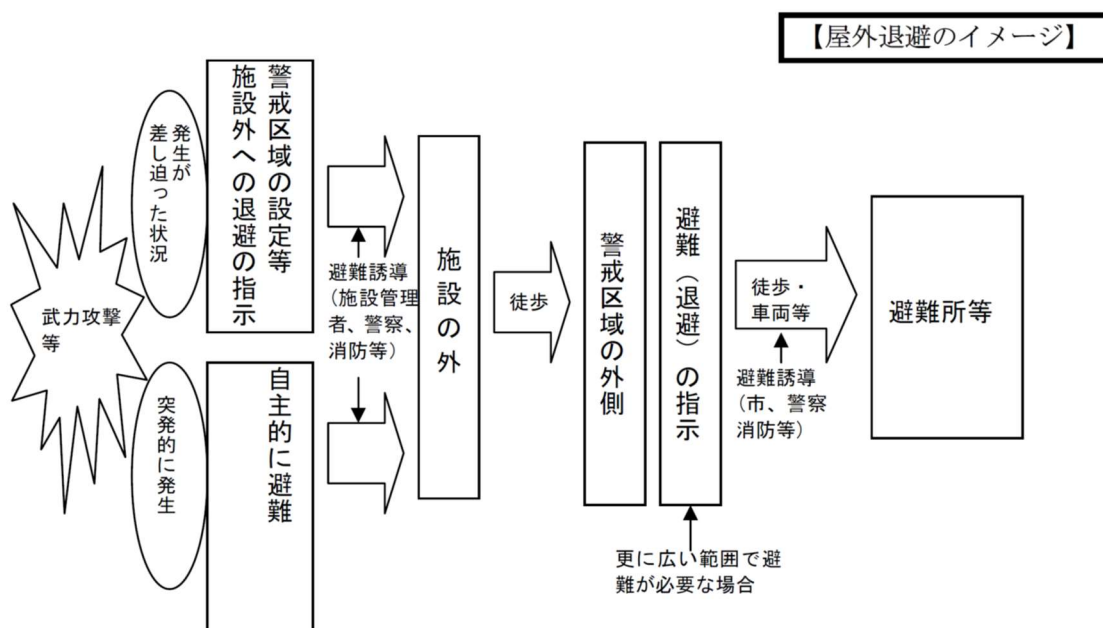 【屋外退避のイメージ】
武力攻撃
等
発生が
差し迫った状況
警戒区域の設定等
施設外への退避の指示
突発的に発生
自主的に避難
避難誘導
(施設管理
者、警察、
消防等)
施設の外
徒歩
警戒区域の外側
避難(退避)の指示
更に広い範囲で避
難が必要な場合
徒歩・
車両等
避難誘導
(市、警察
消防等)
避難所等